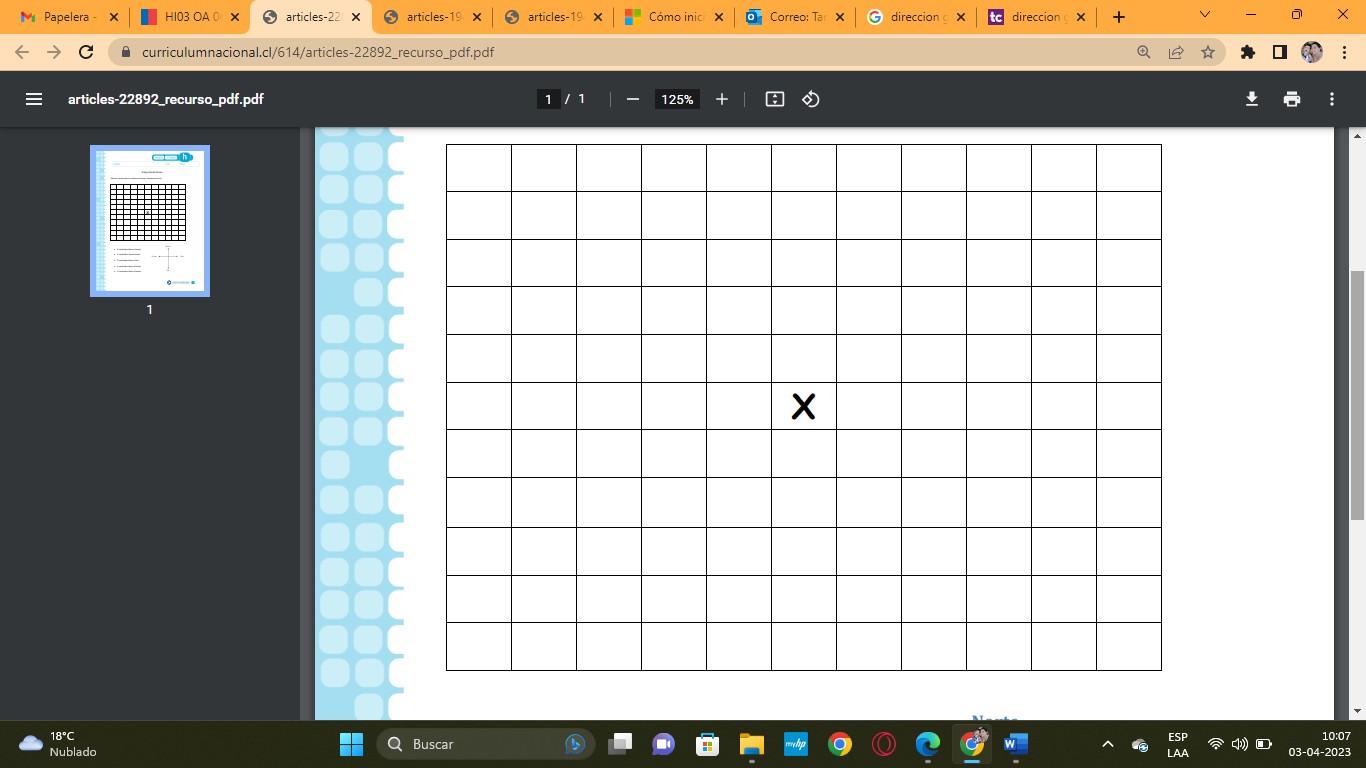 Papelera -
HI03 OA 0
articles-22
articles-19
articles-19
Cómo inic
Correo: Tar
direccion g
direccion g
curriculumnacional.cl/614/articles-22892_recurso_pdf.pdf
articles-22892_recurso_pdf.pdf
1 / 1
125%
1
X
18°C
Nublado
Buscar
myhp
ESP
LAA
10:07
03-04-2023